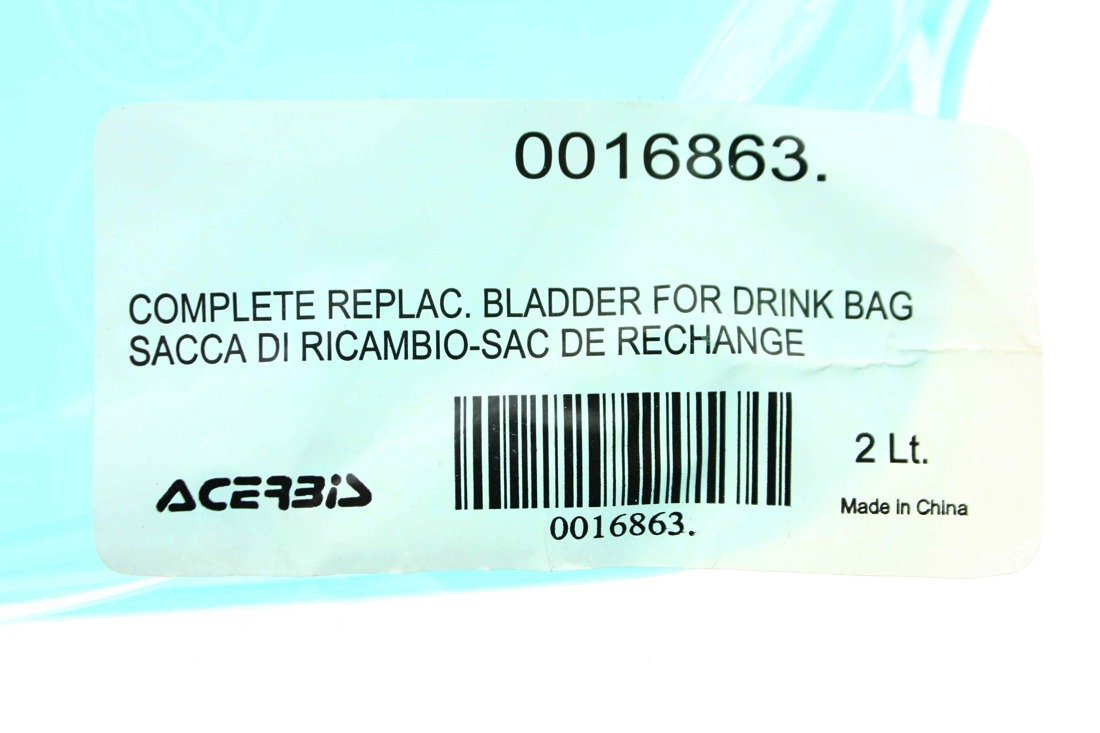 0016863.
COMPLETE REPLAC. BLADDER FOR DRINK BAG
SACCA DI RICAMBIO-SAC DE RECHANGE
ACERBIS
2 Lt.
Made in China
0016863.